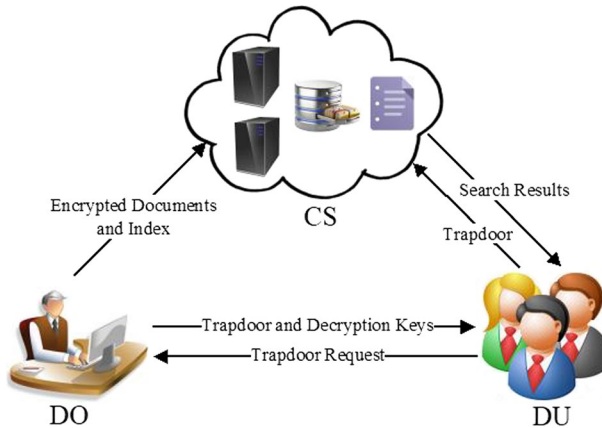 CS
Encrypted Documents
and Index
Search Results
Trapdoor
Trapdoor and Decryption Keys
Trapdoor Request
DO
DU